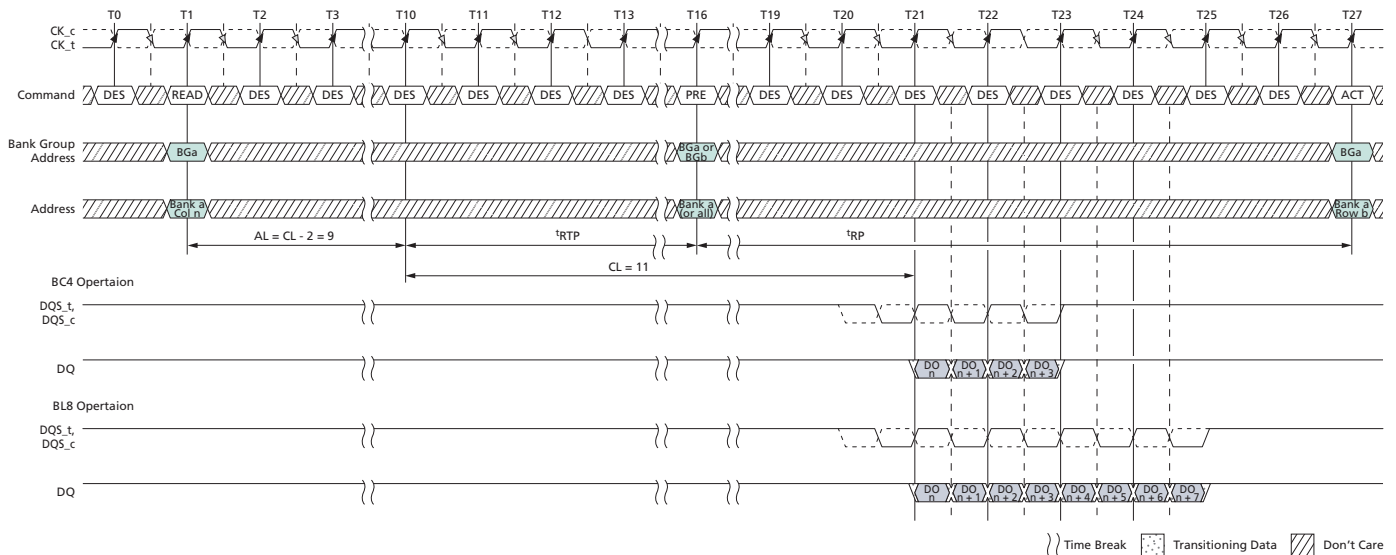 T0 T1 T2 T3 T10 T11 T12 T13 T16 T19 T20 T21 T22 T23 T24 T25 T26 T27
CK_c
CK_t
Command DES READ DES DES DES DES DES DES PRE DES DES DES DES DES DES DES DES ACT
Bank Group
Address
BGa
BGa or
BGb
BGa
Address
Bank a
Col n
Bank a
(or all)
Bank a
Row b
AL = CL - 2 = 9
tRTP
tRP
CL = 11
BC4 Opertaion
DQS_t,
DQS_c
DQ
DO
n
DO
n + 1
DO
n + 2
DO
n + 3
BL8 Opertaion
DQS_t,
DQS_c
DQ
DO
n
DO
n + 1
DO
n + 2
DO
n + 3
DO
n + 4
DO
n + 5
DO
n + 6
DO
n + 7
Time Break Transitioning Data Don't Care